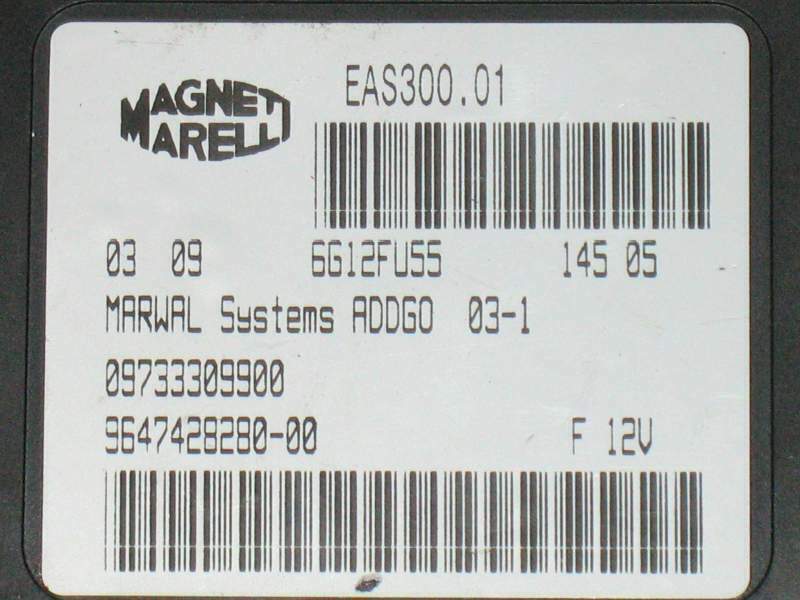 MAGNETI
MARELLI
EAS300.01
03 09 6G12FU55 145 05
MARWAL Systems ADDGO 03-1
09733309900
9647428280-00 F 12V